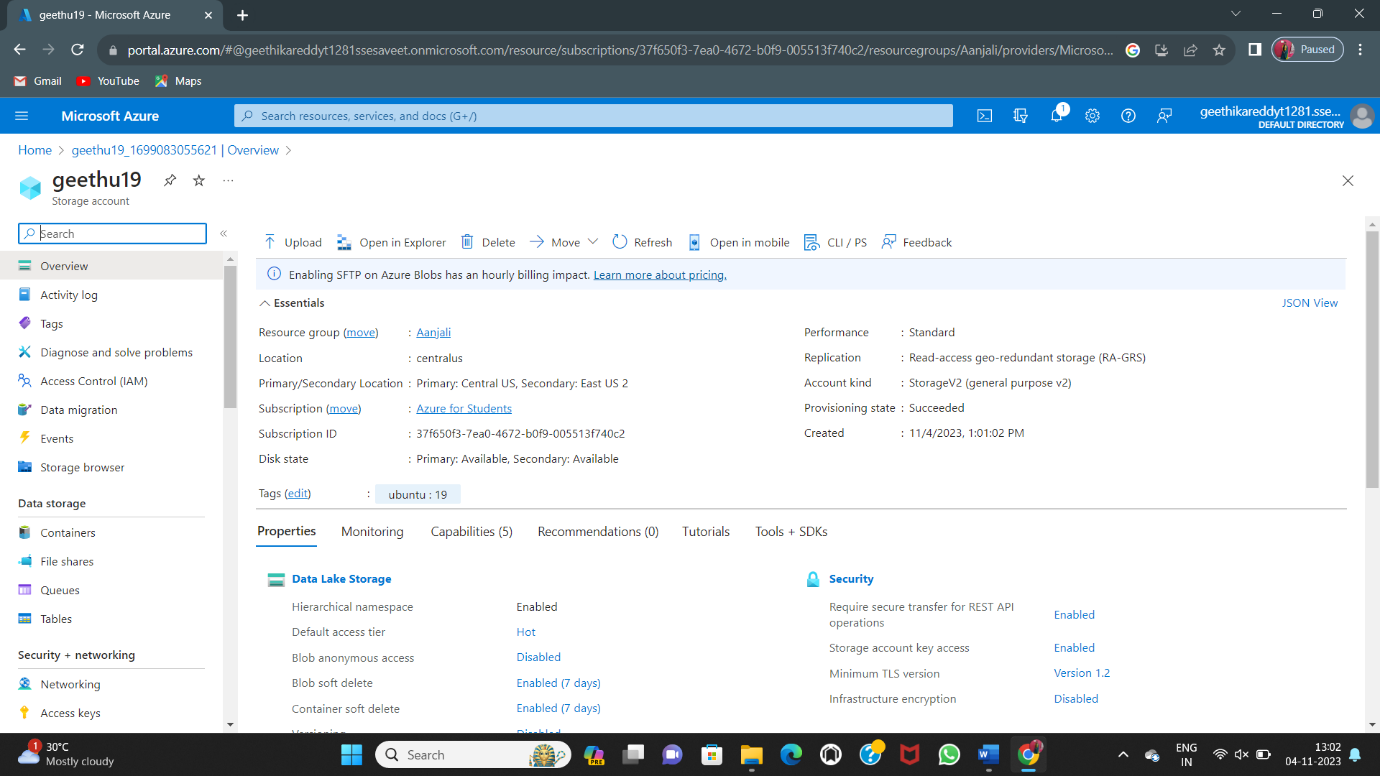 geethu19 - Microsoft Azure
portal.azure.com/#@geethikareddyt1281ssesaveet.onmicrosoft.com/resource/subscriptions/37f650f3-7ea0-4672-b0f9-005513f740c2/resourcegroups/Aanjali/providers/Microso...
Paused
Gmail YouTube Maps
Microsoft Azure
Search resources, services, and docs (G+/)
1
geethikareddyt1281.sse...
DEFAULT DIRECTORY
Home > geethu19_1699083055621 | Overview >
geethu19
Storage account
Search
Overview
Activity log
Tags
Diagnose and solve problems
Access Control (IAM)
Data migration
Events
Storage browser
Data storage
Containers
File shares
Queues
Tables
Security + networking
Networking
Access keys
Upload Open in Explorer Delete Move Refresh Open in mobile CLI / PS Feedback
Enabling SFTP on Azure Blobs has an hourly billing impact. Learn more about pricing.
Essentials
JSON View
Resource group (move) : Aanjali
Location : centralus
Primary/Secondary Location : Primary: Central US, Secondary: East US 2
Subscription (move) : Azure for Students
Subscription ID : 37f650f3-7ea0-4672-b0f9-005513f740c2
Disk state : Primary: Available, Secondary: Available
Tags (edit) : ubuntu : 19
Performance : Standard
Replication : Read-access geo-redundant storage (RA-GRS)
Account kind : StorageV2 (general purpose v2)
Provisioning state : Succeeded
Created : 11/4/2023, 1:01:02 PM
Properties Monitoring Capabilities (5) Recommendations (0) Tutorials Tools + SDKs
Data Lake Storage
Hierarchical namespace Enabled
Default access tier Hot
Blob anonymous access Disabled
Blob soft delete Enabled (7 days)
Container soft delete Enabled (7 days)
Versioning Disabled
Security
Require secure transfer for REST API
operations Enabled
Storage account key access Enabled
Minimum TLS version Version 1.2
Infrastructure encryption Disabled
1
30°C
Mostly cloudy
Search
PRE
ENG
IN
13:02
04-11-2023